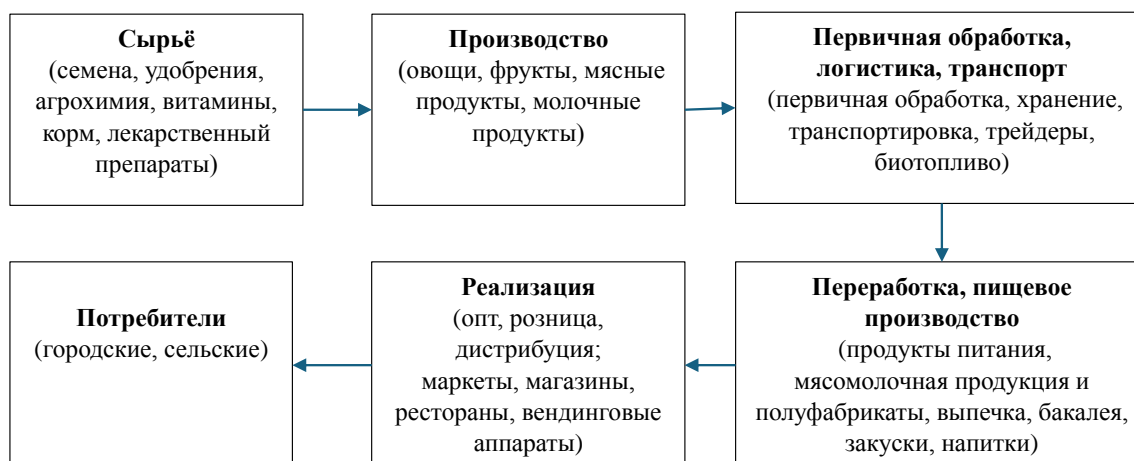 Сырьё
(семена, удобрения,
агрохимия, витамины,
корм, лекарственный
препараты)
Производство
(овощи, фрукты, мясные
продукты, молочные
продукты)
Первичная обработка,
логистика, транспорт
(первичная обработка, хранение,
транспортировка, трейдеры,
биотопливо)
Переработка, пищевое
производство
(продукты питания,
мясомолочная продукция и
полуфабрикаты, выпечка, бакалея,
закуски, напитки)
Реализация
(опт, розница,
дистрибуция;
маркеты, магазины,
рестораны, вендинговые
аппараты)
Потребители
(городские, сельские)